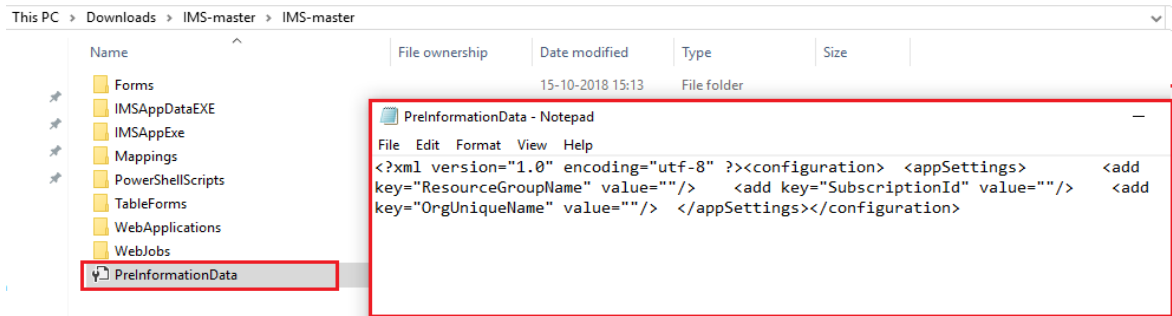 This PC > Downloads > IMS-master > IMS-master
Name File ownership Date modified Type Size
Forms 15-10-2018 15:13 File folder
IMSAppDataEXE
IMSAppExe
Mappings
PowerShellScripts
TableForms
WebApplications
WebJobs
PreInformationData
PreInformationData - Notepad
File Edit Format View Help
<?xml version="1.0" encoding="utf-8" ?><configuration> <appSettings> <add
key="ResourceGroupName" value=""/> <add key="SubscriptionId" value=""/> <add
key="OrgUniqueName" value=""/> </appSettings></configuration>